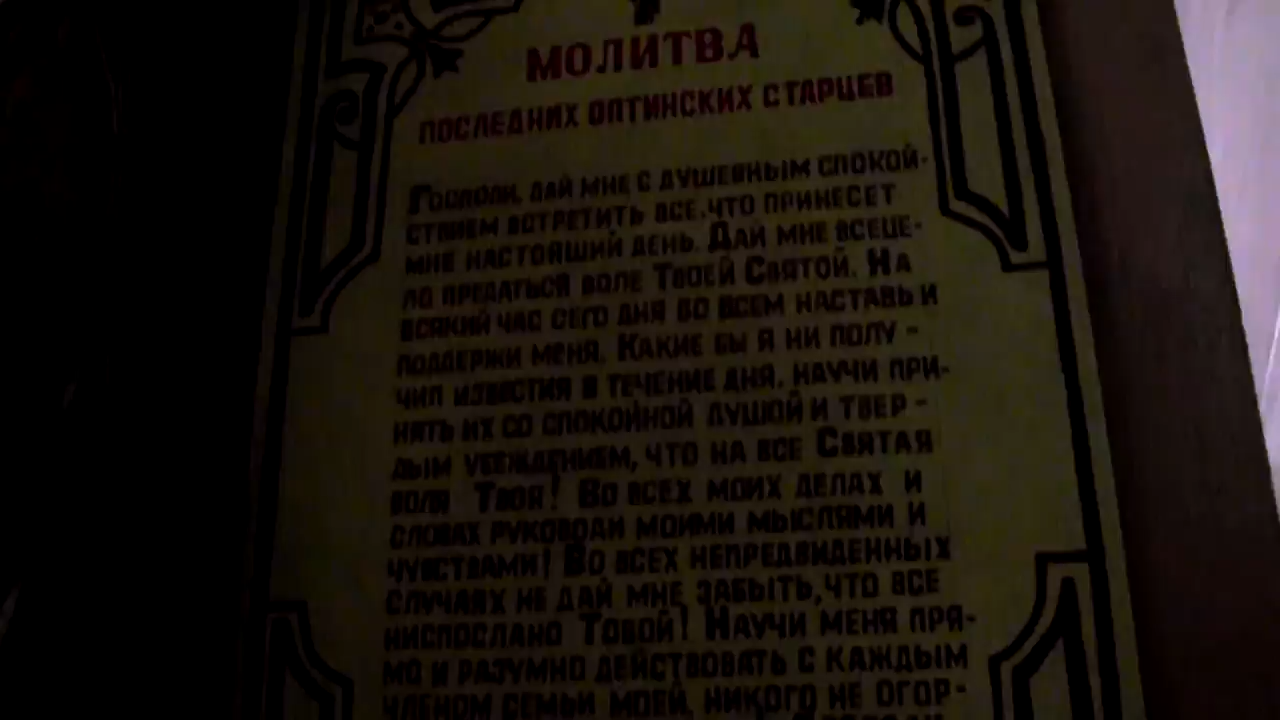 МОЛИТВА
ПОСЛЕДНИХ ОПТИНСКИХ СТАРЦЕВ
Господи, дай мне с душевным спокой-
ствием встретить все, что принесет
мне настоящий день. Дай мне всеце-
ло предаться воле Твоей Святой. На
всякий час сего дня во всем наставь и
поддержи меня. Какие бы я ни полу-
чил известия в течение дня, научи при-
нять их со спокойной душой и твер-
дым убеждением, что на все Святая
воля Твоя! Во всех моих делах и
словах руководи моими мыслями и
чувствами! Во всех непредвиденных
случаях не дай мне забыть, что все
ниспослано Тобой! Научи меня пря-
мо и разумно действовать с каждым
членом семьи моей, никого не огор-